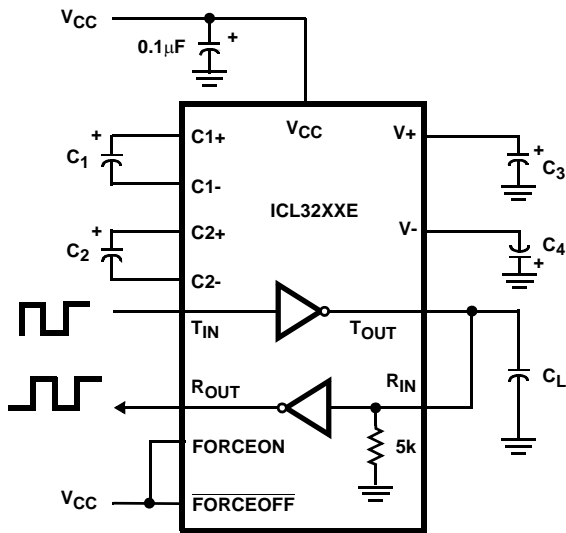 VCC
0.1µF +
VCC
C1+
C1-
C2+
C2-
+
C1
+
C2
ICL32XXE
V+
V-
+
C3
C4
+
TIN
TOUT
ROUT
RIN
CL
5k
FORCEON
FORCEOFF
VCC